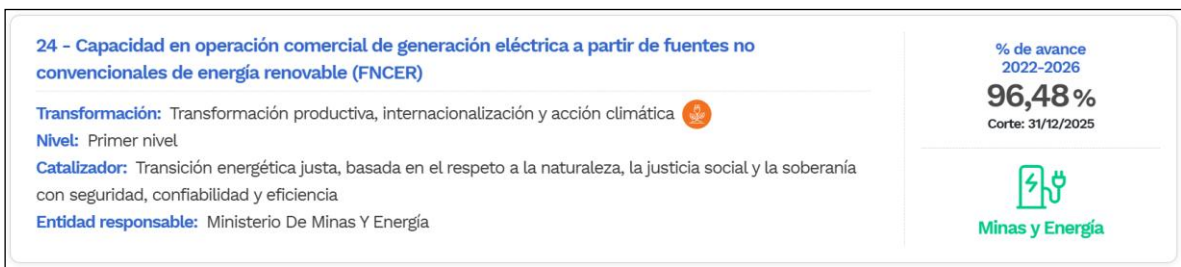 24 - Capacidad en operación comercial de generación eléctrica a partir de fuentes no
convencionales de energía renovable (FNCER)
Transformación: Transformación productiva, internacionalización y acción climática
Nivel: Primer nivel
Catalizador: Transición energética justa, basada en el respeto a la naturaleza, la justicia social y la soberanía
con seguridad, confiabilidad y eficiencia
Entidad responsable: Ministerio De Minas Y Energía
% de avance
2022-2026
96,48%
Corte: 31/12/2025
Minas y Energía